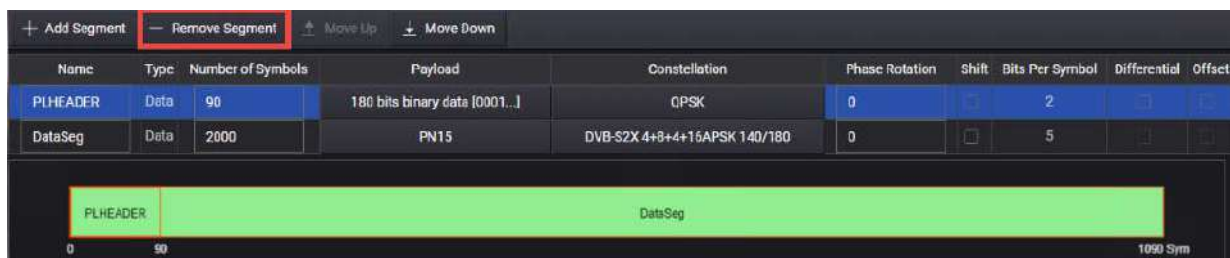 Add Segment Remove Segment Move Up Move Down
Name Type Number of Symbols Payload Constellation Phase Rotation Shift Bits Per Symbol Differential Offset
PLHEADER Data 90 180 bits binary data [0001...] QPSK 0 2
DataSeg Data 2000 PN15 DVB-S2X 4+8+4+16APSK 140/180 0 5
PLHEADER DataSeg
0 90 1090 Sym